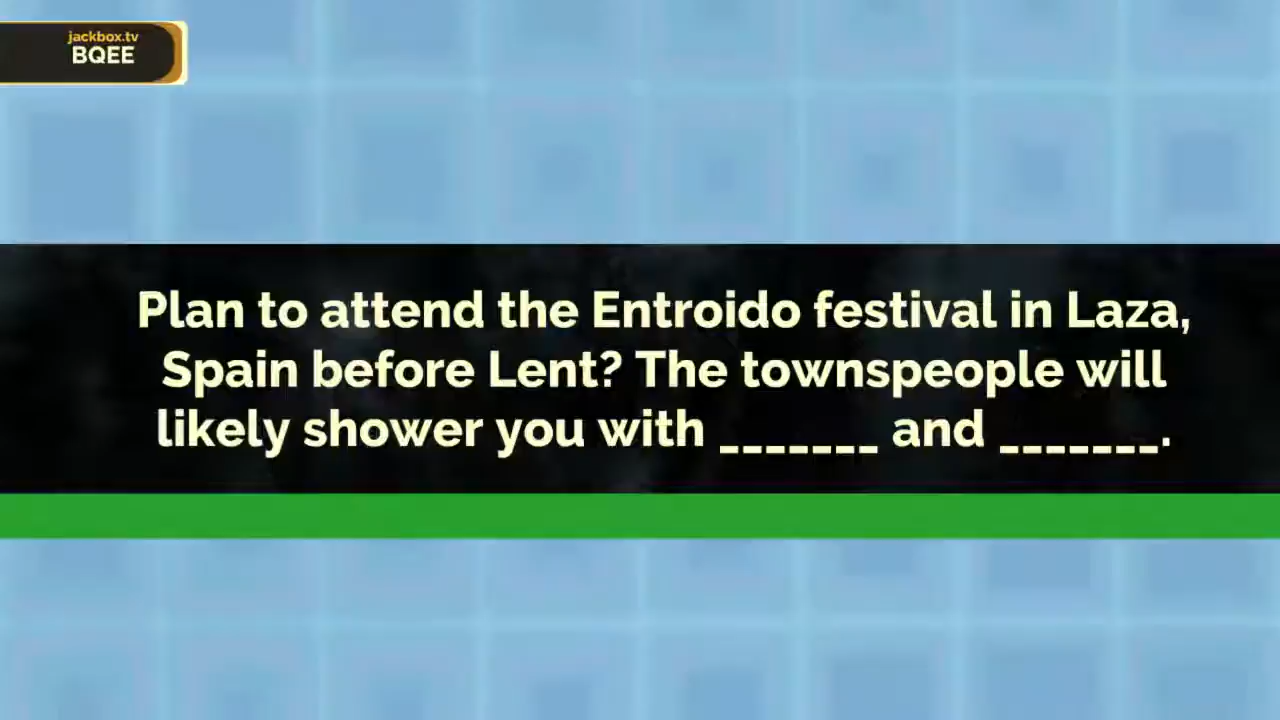 jackbox.tv
BQEE
Plan to attend the Entroido festival in Laza,
Spain before Lent? The townspeople will
likely shower you with _______ and _______.